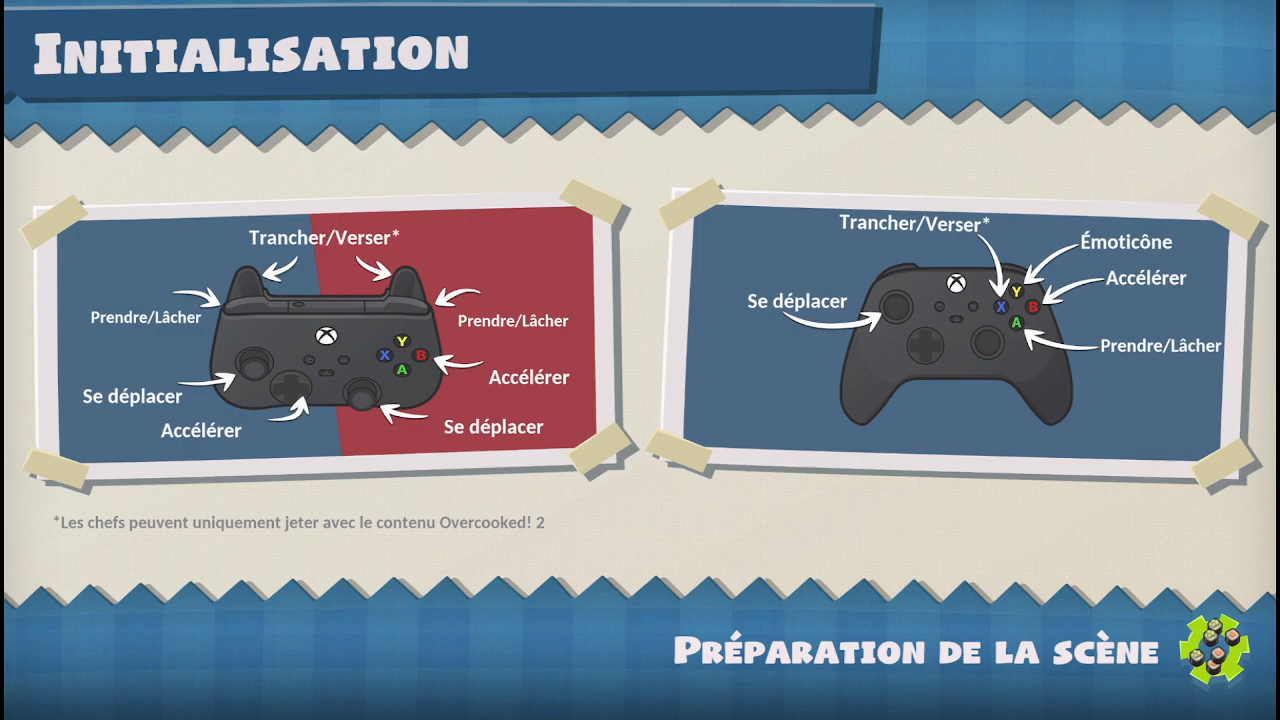 Initialisation
Trancher/Verser*
Prendre/Lâcher
Prendre/Lâcher
Y
X
B
A
Accélérer
Se déplacer
Accélérer
Se déplacer
Trancher/Verser*
Émoticône
Accélérer
Se déplacer
Y
X
B
A
Prendre/Lâcher
*Les chefs peuvent uniquement jeter avec le contenu Overcooked! 2
Préparation de la scène